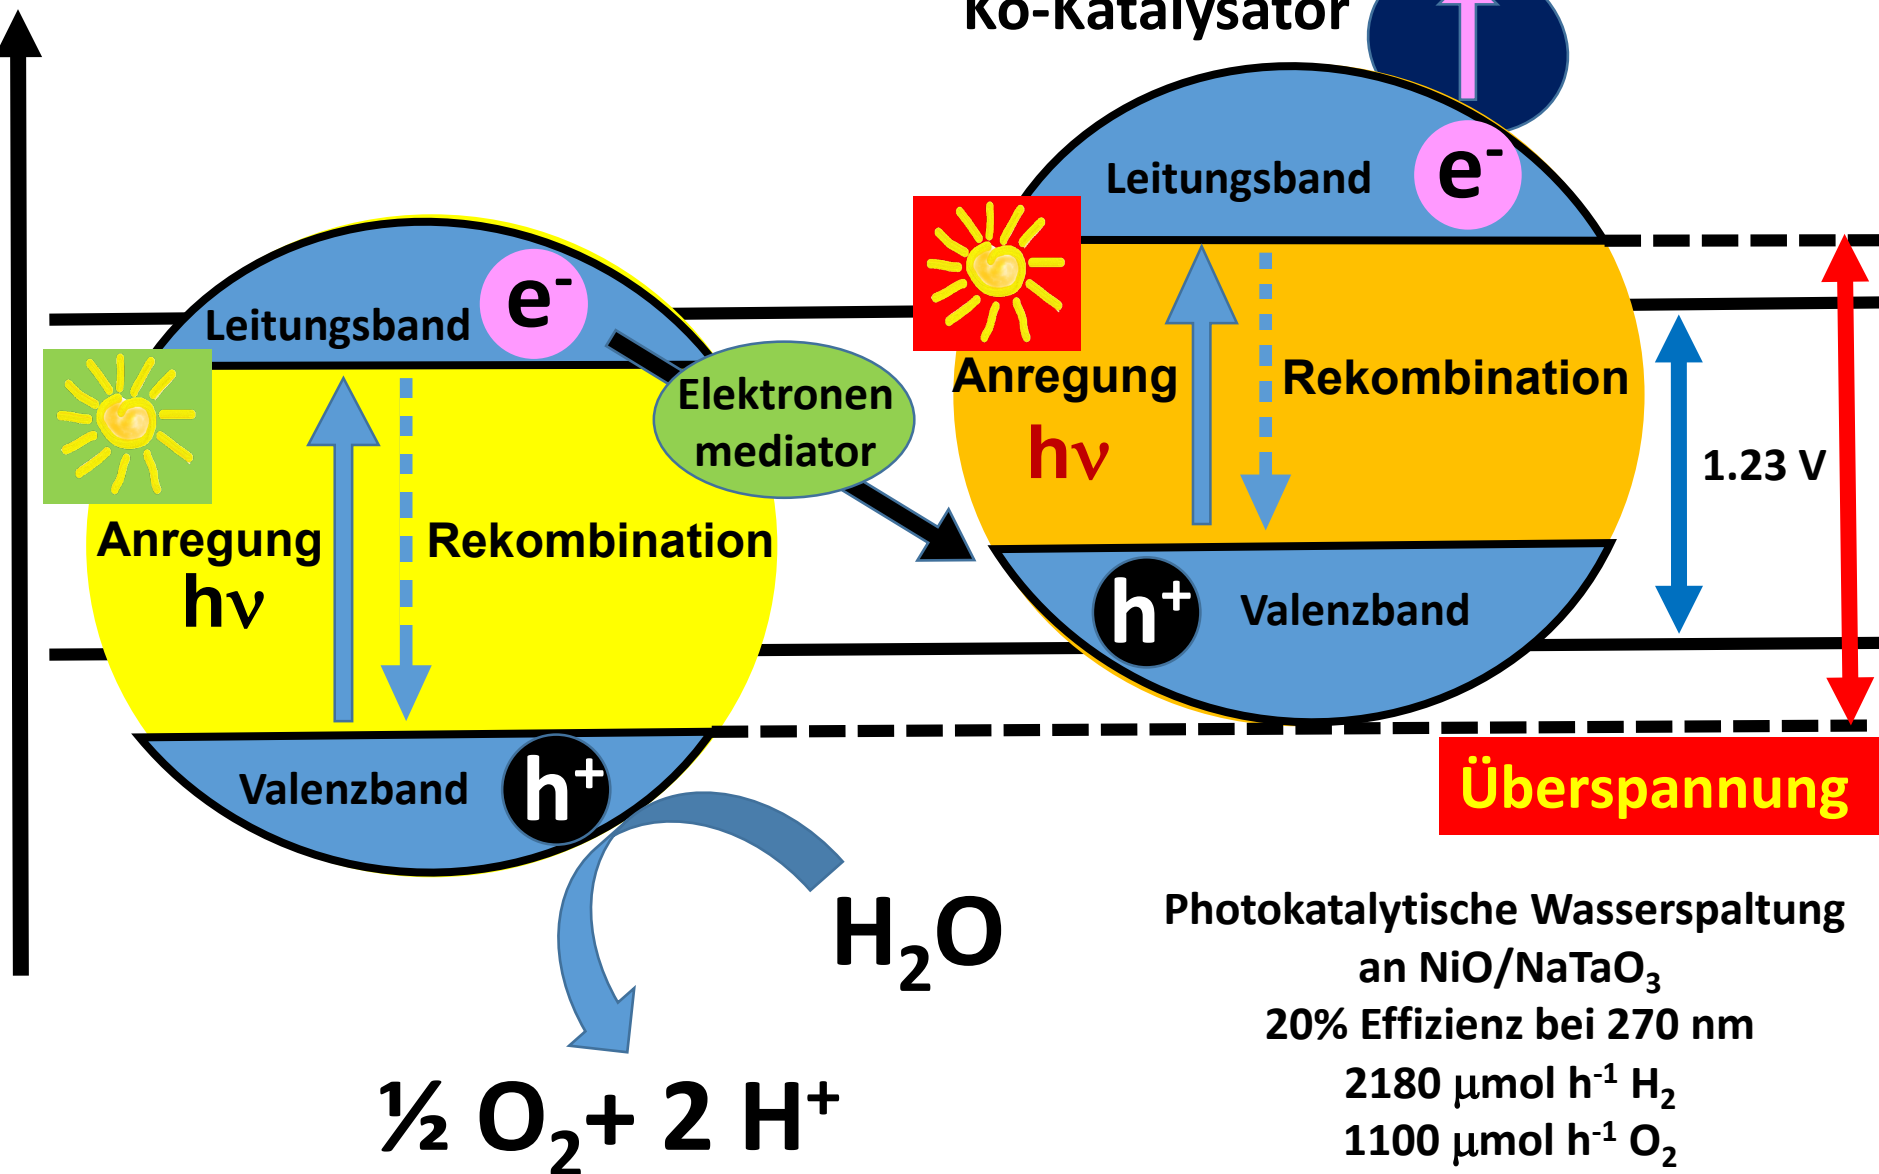 Ko-Katalysator
Leitungsband
e⁻
Leitungsband
e⁻
Elektronen
mediator
Anregung
hν
Rekombination
1.23 V
Anregung
hν
Rekombination
h⁺
Valenzband
Valenzband
h⁺
Überspannung
H₂O
½ O₂+ 2 H⁺
Photokatalytische Wasserspaltung
an NiO/NaTaO₃
20% Effizienz bei 270 nm
2180 μmol h⁻¹ H₂
1100 μmol h⁻¹ O₂